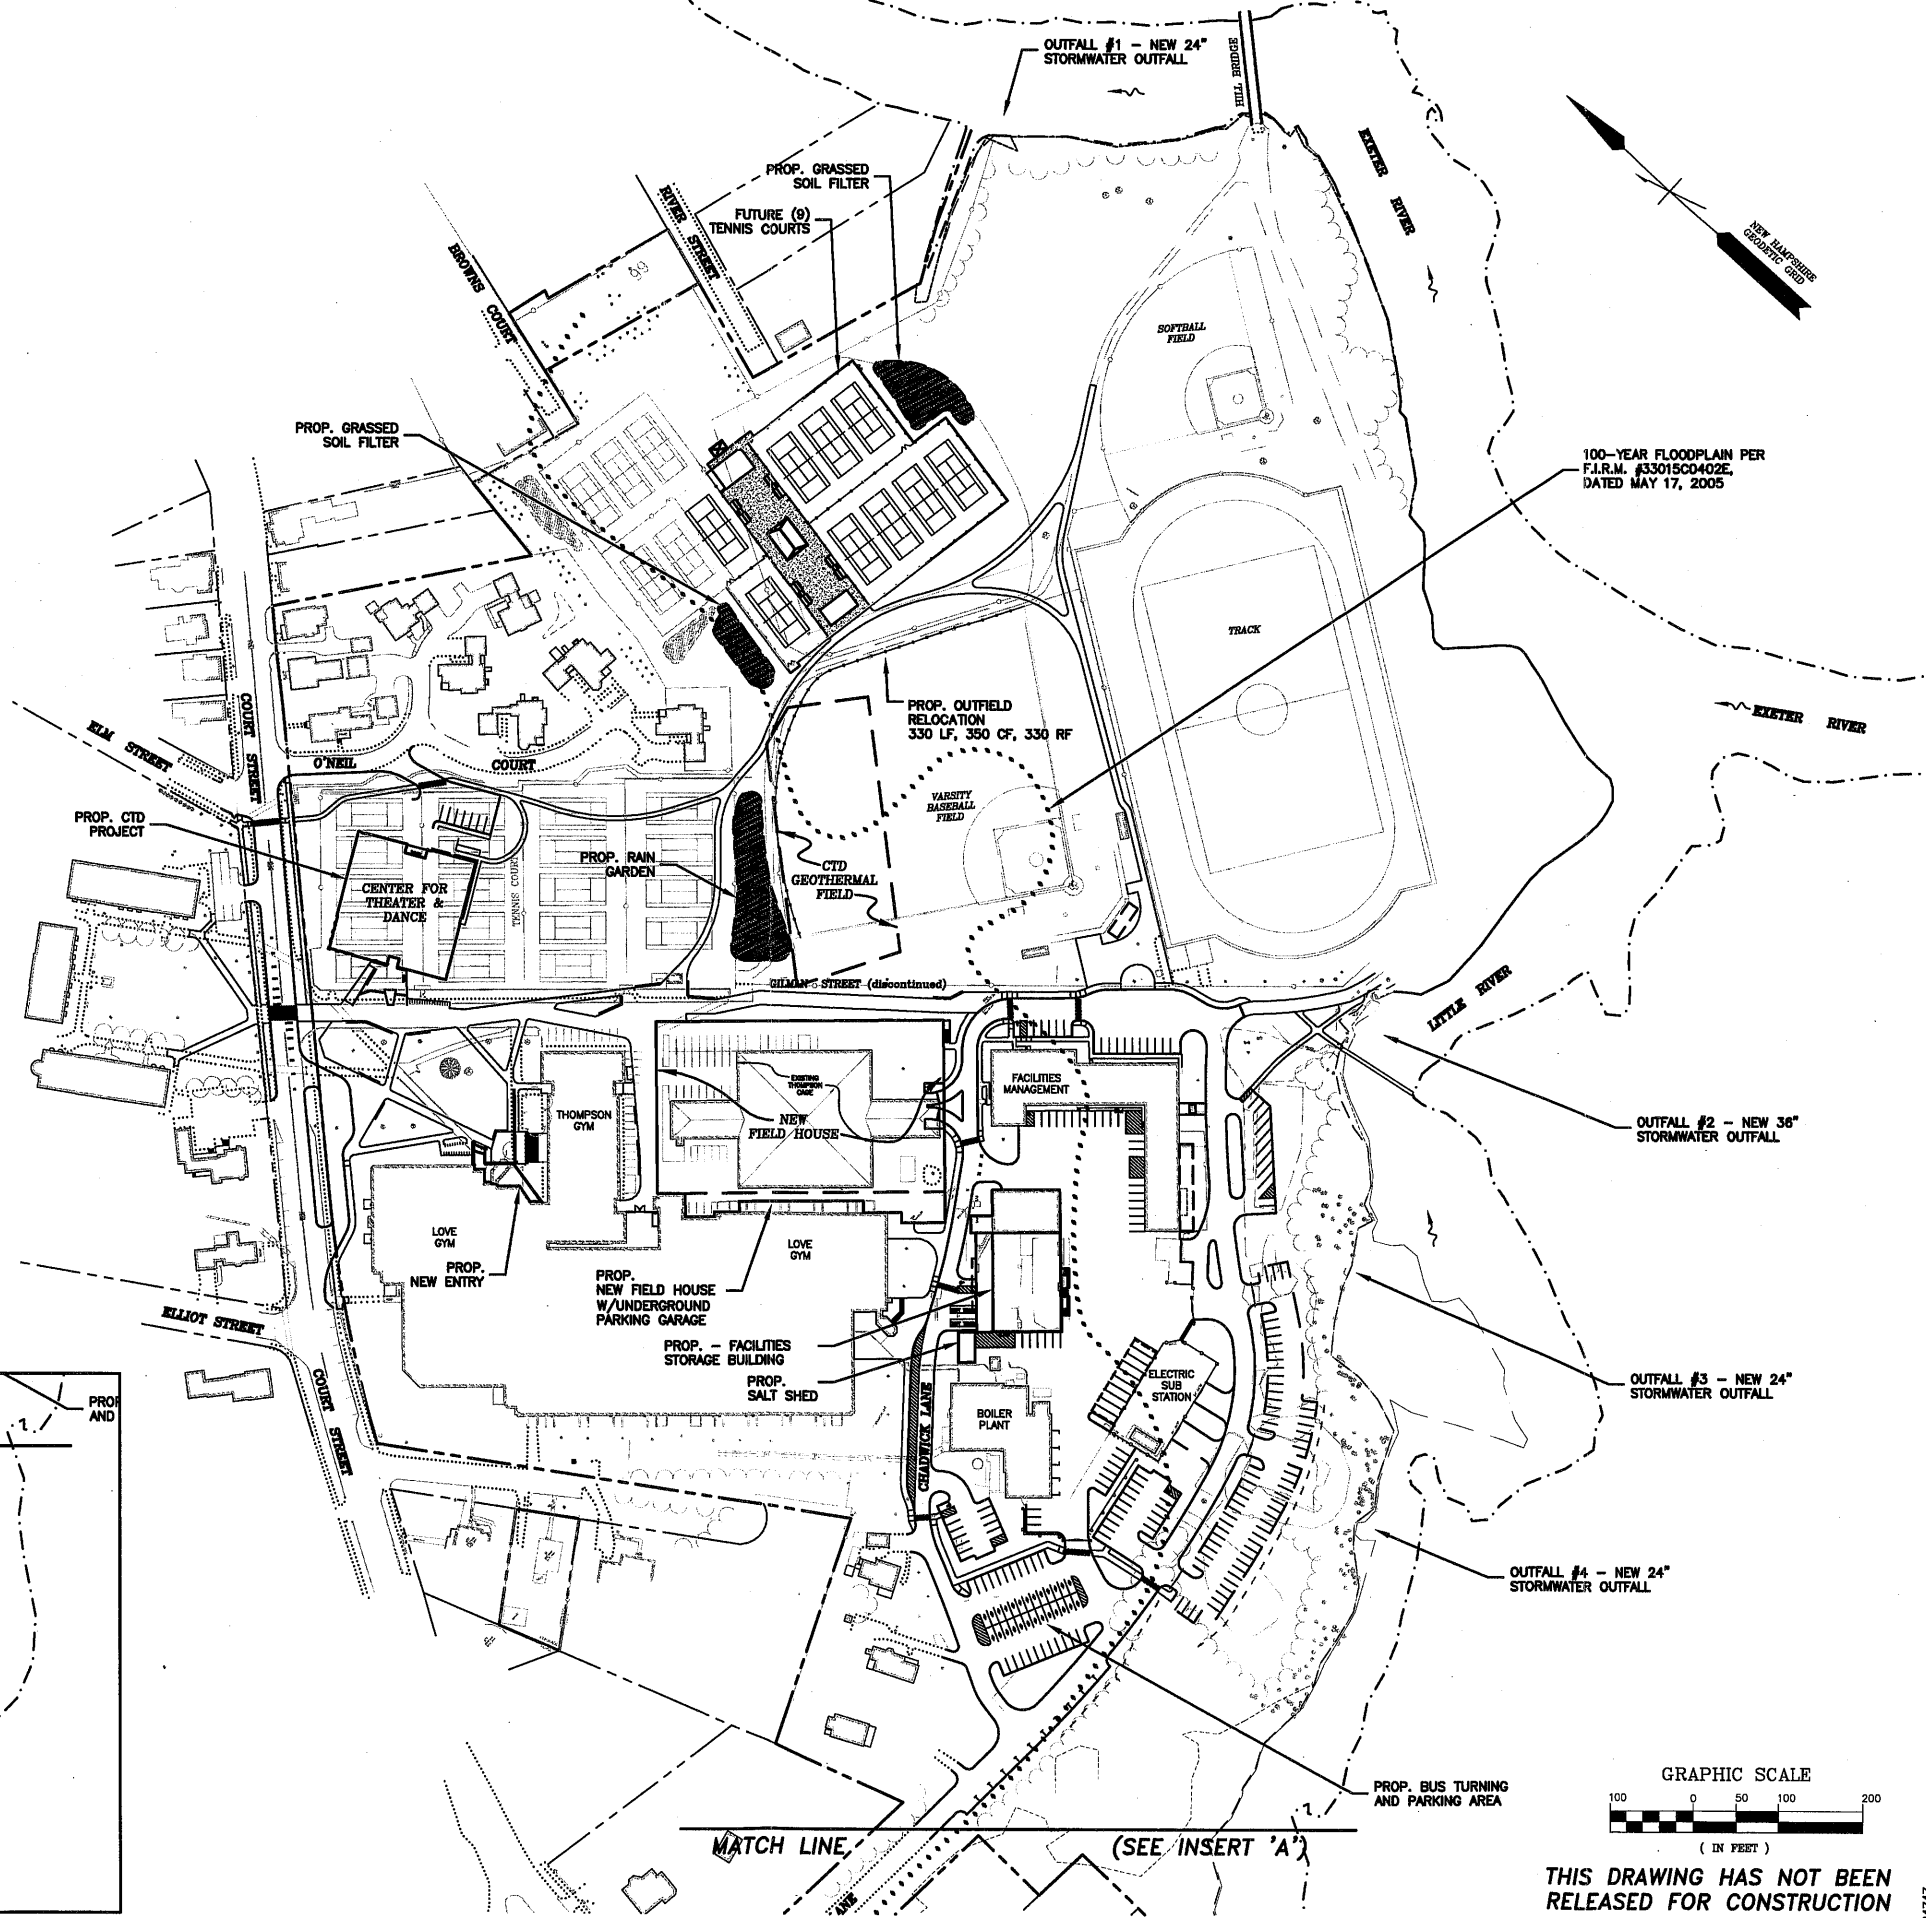 OUTFALL #1 - NEW 24"
STORMWATER OUTFALL
HILL BRIDGE
EXETER RIVER
PROP. GRASSED
SOIL FILTER
FUTURE (9)
TENNIS COURTS
RIVER STREET
BROWNS COURT
NEW HAMPSHIRE
GEODETIC GRID
SOFTBALL
FIELD
PROP. GRASSED
SOIL FILTER
100-YEAR FLOODPLAIN PER
F.I.R.M. #33015C0402E,
DATED MAY 17, 2005
TRACK
PROP. OUTFIELD
RELOCATION
330 LF, 350 CF, 330 RF
EXETER RIVER
ELM STREET
COURT STREET
O'NEIL COURT
VARSITY
BASEBALL
FIELD
PROP. CTD
PROJECT
CENTER FOR
THEATER &
DANCE
TENNIS COURT
PROP. RAIN
GARDEN
CTD
GEOTHERMAL
FIELD
GILMAN STREET (discontinued)
LITTLE RIVER
EXISTING
THOMPSON
CAGE
FACILITIES
MANAGEMENT
THOMPSON
GYM
NEW
FIELD HOUSE
OUTFALL #2 - NEW 36"
STORMWATER OUTFALL
LOVE
GYM
LOVE
GYM
PROP.
NEW ENTRY
PROP.
NEW FIELD HOUSE
W/UNDERGROUND
PARKING GARAGE
ELLIOT STREET
PROP. - FACILITIES
STORAGE BUILDING
PROP.
SALT SHED
COURT STREET
CHADWICK LANE
ELECTRIC
SUB
STATION
BOILER
PLANT
OUTFALL #3 - NEW 24"
STORMWATER OUTFALL
PROP
AND
OUTFALL #4 - NEW 24"
STORMWATER OUTFALL
PROP. BUS TURNING
AND PARKING AREA
GRAPHIC SCALE
100 0 50 100 200
( IN FEET )
MATCH LINE (SEE INSERT 'A')
THIS DRAWING HAS NOT BEEN
RELEASED FOR CONSTRUCTION
ANE